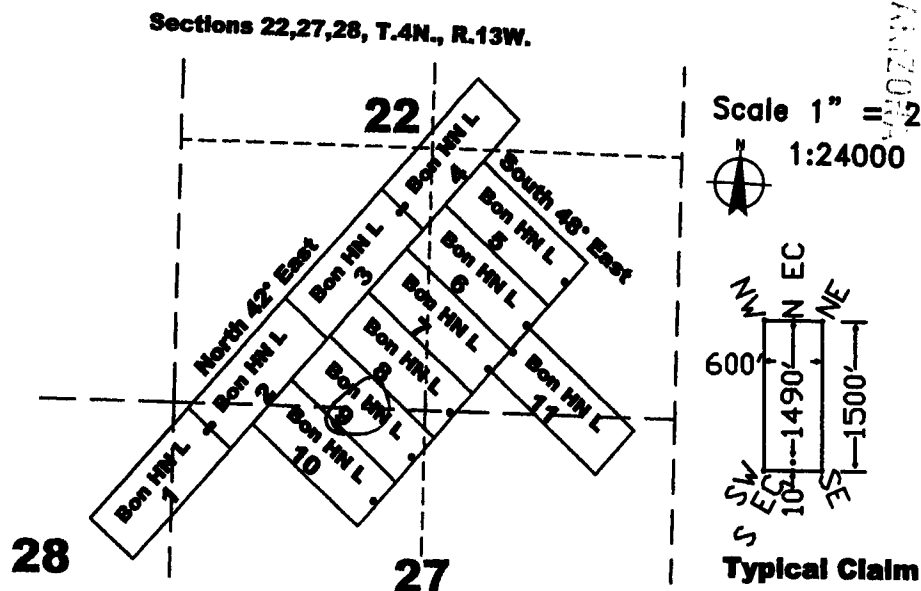 Sections 22,27,28, T.4N., R.13W.
22
Scale 1" = 2
1:24000
N
North 42° East
South 48° East
Bon HN L
4
Bon HN L
3
Bon HN L
2
Bon HN L
1
Bon HN L
5
Bon HN L
6
Bon HN L
7
Bon HN L
8
Bon HN L
9
Bon HN L
10
Bon HN L
11
28
27
NW
N EC
NE
600'
1490'
1500'
10'
SW
S EC
SE
Typical Claim